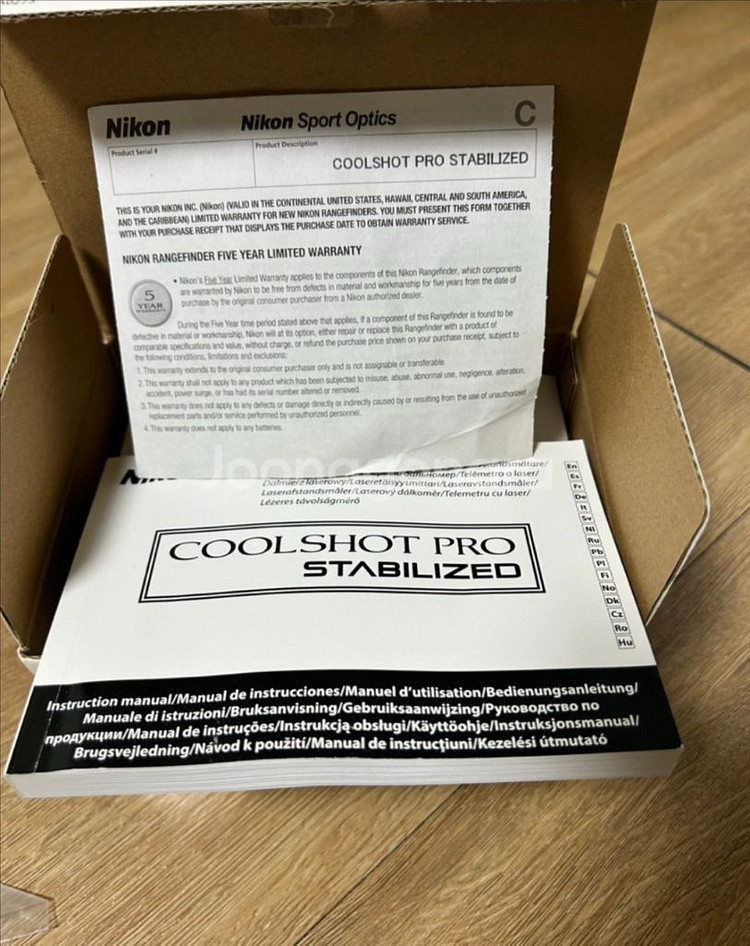 Nikon
Nikon Sport Optics
C
Product Serial #
Product Description
COOLSHOT PRO STABILIZED
THIS IS YOUR NIKON INC. (Nikon) (VALID IN THE CONTINENTAL UNITED STATES, HAWAII, CENTRAL AND SOUTH AMERICA,
AND THE CARIBBEAN) LIMITED WARRANTY FOR NEW NIKON RANGEFINDERS. YOU MUST PRESENT THIS FORM TOGETHER
WITH YOUR PURCHASE RECEIPT THAT DISPLAYS THE PURCHASE DATE TO OBTAIN WARRANTY SERVICE.
NIKON RANGEFINDER FIVE YEAR LIMITED WARRANTY
5
YEAR
WARRANTY
• Nikon's Five Year Limited Warranty applies to the components of this Nikon Rangefinder, which components
are warranted by Nikon to be free from defects in material and workmanship for five years from the date of
purchase by the original consumer purchaser from a Nikon authorized dealer.
During the Five Year time period stated above that applies, if a component of this Rangefinder is found to be
defective in material or workmanship, Nikon will at its option, either repair or replace this Rangefinder with a product of
comparable specifications and value, without charge, or refund the purchase price shown on your purchase receipt, subject to
the following conditions, limitations and exclusions:
1. This warranty extends to the original consumer purchaser only and is not assignable or transferable.
2. This warranty shall not apply to any product which has been subjected to misuse, abuse, abnormal use, negligence, alteration,
accident, power surge, or has had its serial number altered or removed.
3. This warranty does not apply to any defects or damage directly or indirectly caused by or resulting from the use of unauthorized
replacement parts and/or service performed by unauthorized personnel.
4. This warranty does not apply to any batteries.
дальномер/Telêmetro a laser/
Dalmierz laserowy/Laseretäisyysmittari/Laseravstandsmåler/
Laserafstandsmåler/Laserový dálkoměr/Telemetru cu laser/
Lézeres távolságmérő
En
Es
Fr
De
It
Sv
Nl
Ru
Pb
Pl
Fi
No
Dk
Cz
Ro
Hu
COOLSHOT PRO
STABILIZED
Instruction manual/Manual de instrucciones/Manuel d'utilisation/Bedienungsanleitung/
Manuale di istruzioni/Bruksanvisning/Gebruiksaanwijzing/Руководство по
продукции/Manual de instruções/Instrukcja obsługi/Käyttöohje/Instruksjonsmanual/
Brugsvejledning/Návod k použití/Manual de instrucţiuni/Kezelési útmutató